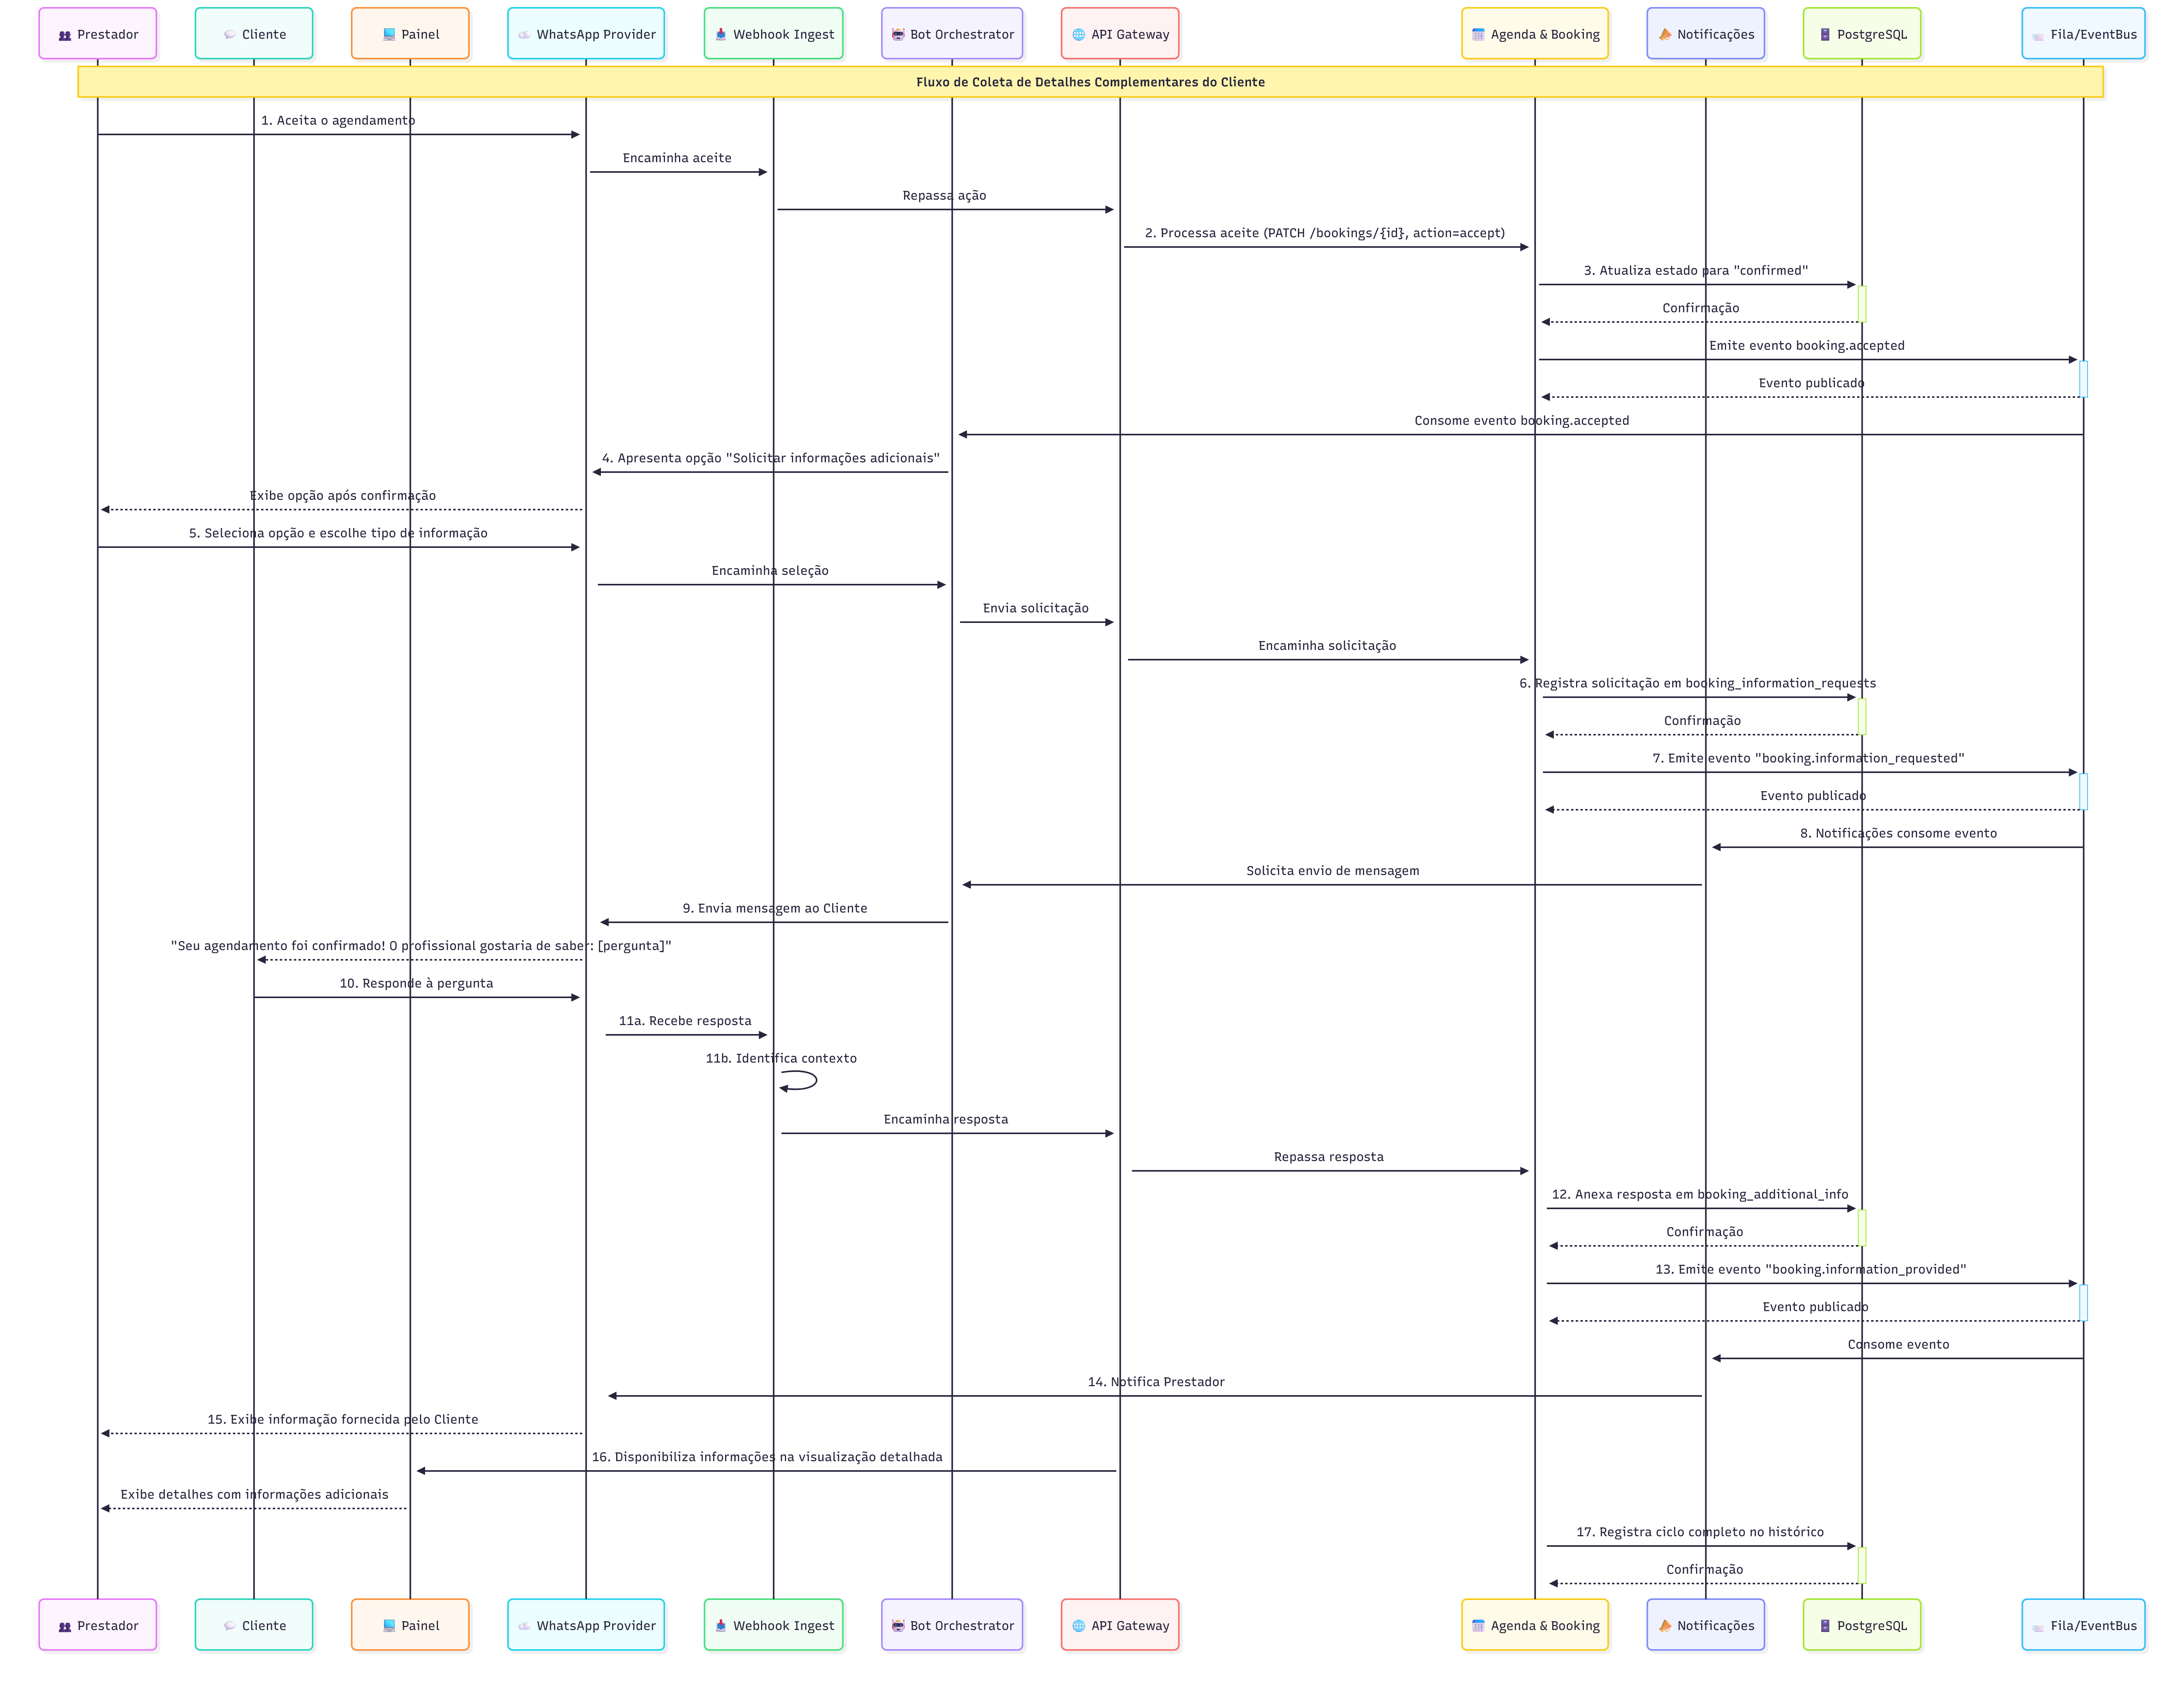 Prestador
Cliente
Painel
WhatsApp Provider
Webhook Ingest
Bot Orchestrator
API Gateway
Agenda & Booking
Notificações
PostgreSQL
Fila/EventBus
Fluxo de Coleta de Detalhes Complementares do Cliente
1. Aceita o agendamento
Encaminha aceite
Repassa ação
2. Processa aceite (PATCH /bookings/{id}, action=accept)
3. Atualiza estado para "confirmed"
Confirmação
Emite evento booking.accepted
Evento publicado
Consome evento booking.accepted
4. Apresenta opção "Solicitar informações adicionais"
Exibe opção após confirmação
5. Seleciona opção e escolhe tipo de informação
Encaminha seleção
Envia solicitação
Encaminha solicitação
6. Registra solicitação em booking_information_requests
Confirmação
7. Emite evento "booking.information_requested"
Evento publicado
8. Notificações consome evento
Solicita envio de mensagem
9. Envia mensagem ao Cliente
"Seu agendamento foi confirmado! O profissional gostaria de saber: [pergunta]"
10. Responde à pergunta
11a. Recebe resposta
11b. Identifica contexto
Encaminha resposta
Repassa resposta
12. Anexa resposta em booking_additional_info
Confirmação
13. Emite evento "booking.information_provided"
Evento publicado
Consome evento
14. Notifica Prestador
15. Exibe informação fornecida pelo Cliente
16. Disponibiliza informações na visualização detalhada
Exibe detalhes com informações adicionais
17. Registra ciclo completo no histórico
Confirmação
Prestador
Cliente
Painel
WhatsApp Provider
Webhook Ingest
Bot Orchestrator
API Gateway
Agenda & Booking
Notificações
PostgreSQL
Fila/EventBus